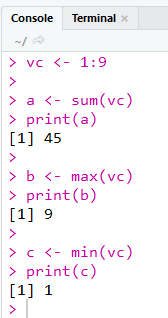 Console Terminal ×
~/
> vc <- 1:9
>
> a <- sum(vc)
> print(a)
[1] 45
>
> b <- max(vc)
> print(b)
[1] 9
>
> c <- min(vc)
> print(c)
[1] 1
>